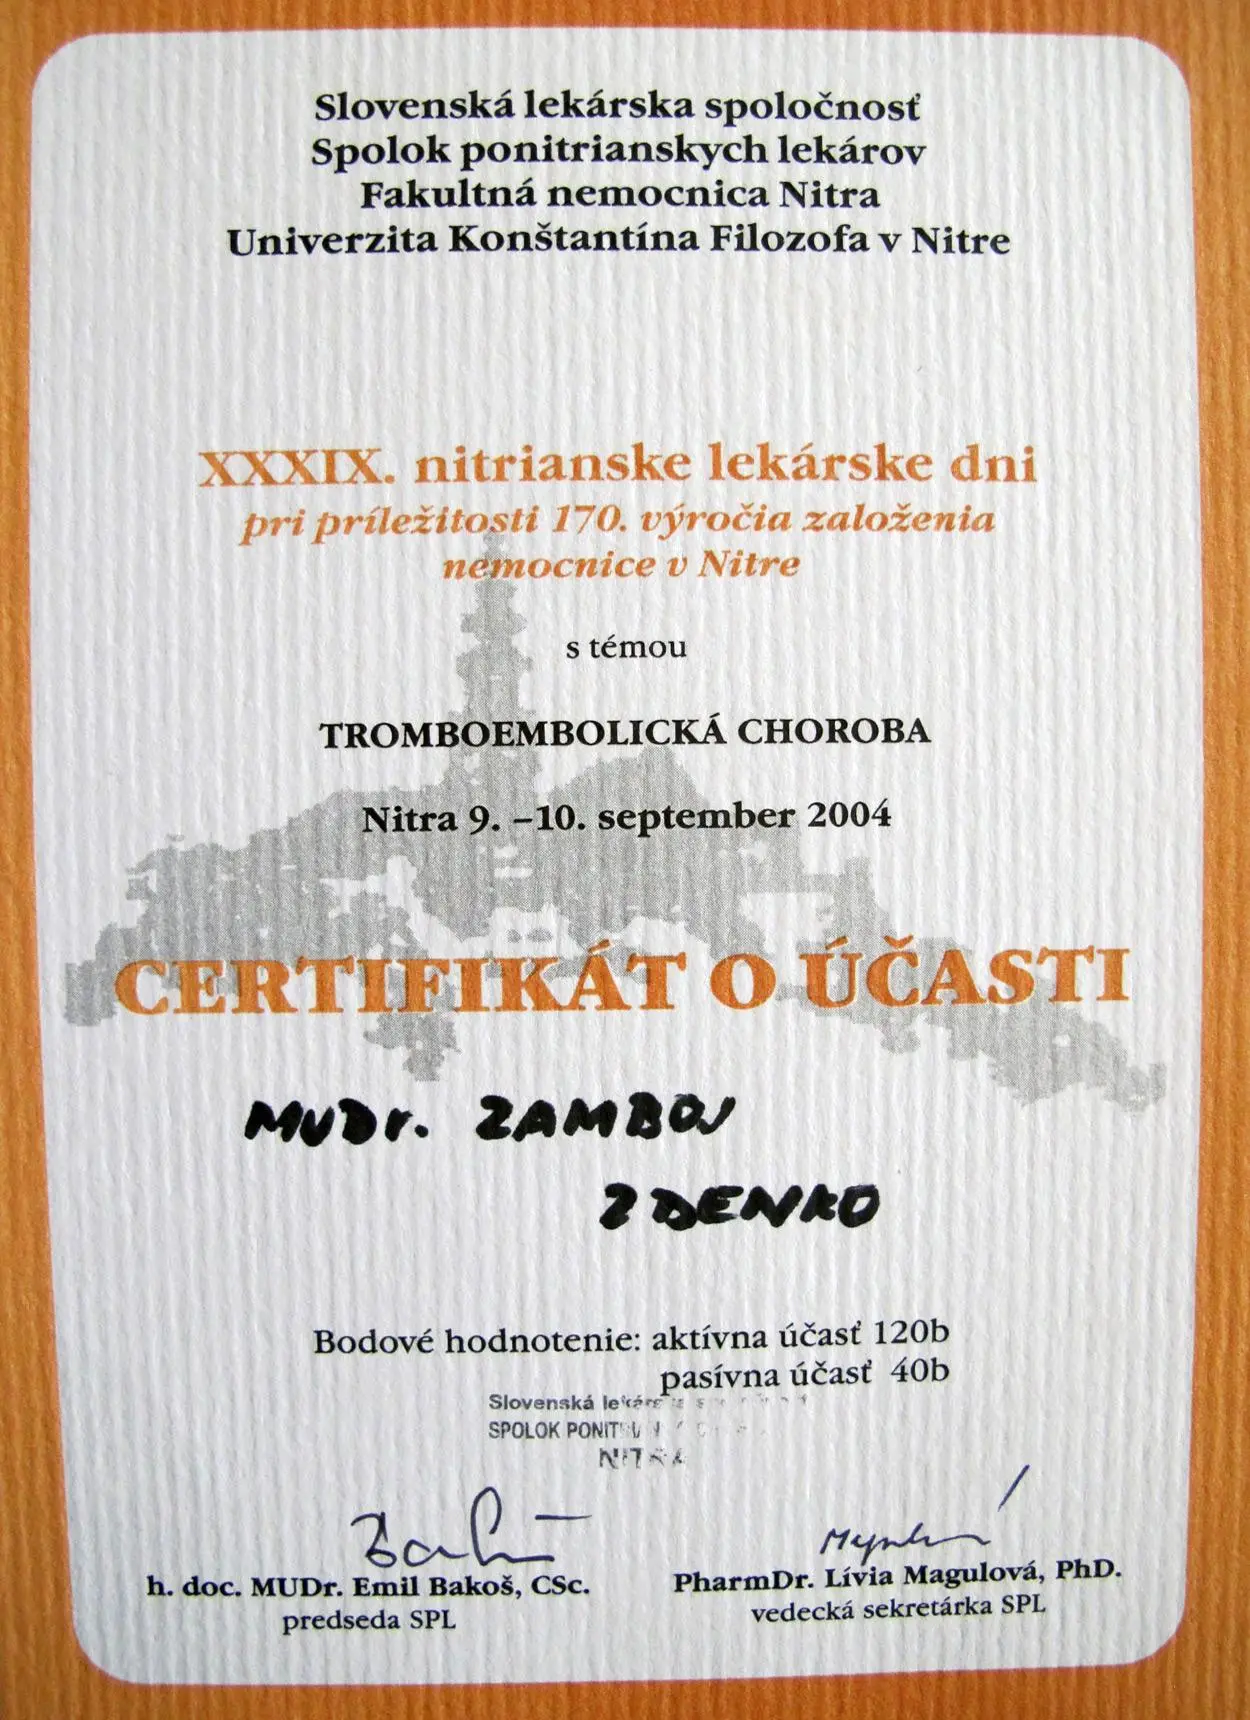 Slovenská lekárska spoločnosť
Spolok ponitrianskych lekárov
Fakultná nemocnica Nitra
Univerzita Konštantína Filozofa v Nitre
XXXIX. nitrianske lekárske dni
pri príležitosti 170. výročia založenia
nemocnice v Nitre
s témou
TROMBOEMBOLICKÁ CHOROBA
Nitra 9. –10. september 2004
CERTIFIKÁT O ÚČASTI
MUDr. ZAMBOJ
ZDENKO
Bodové hodnotenie: aktívna účasť 120b
pasívna účasť 40b
Slovenská
SPOLOK
NITRA
h. doc. MUDr. Emil Bakoš, CSc.
predseda SPL
PharmDr. Lívia Magulová, PhD.
vedecká sekretárka SPL